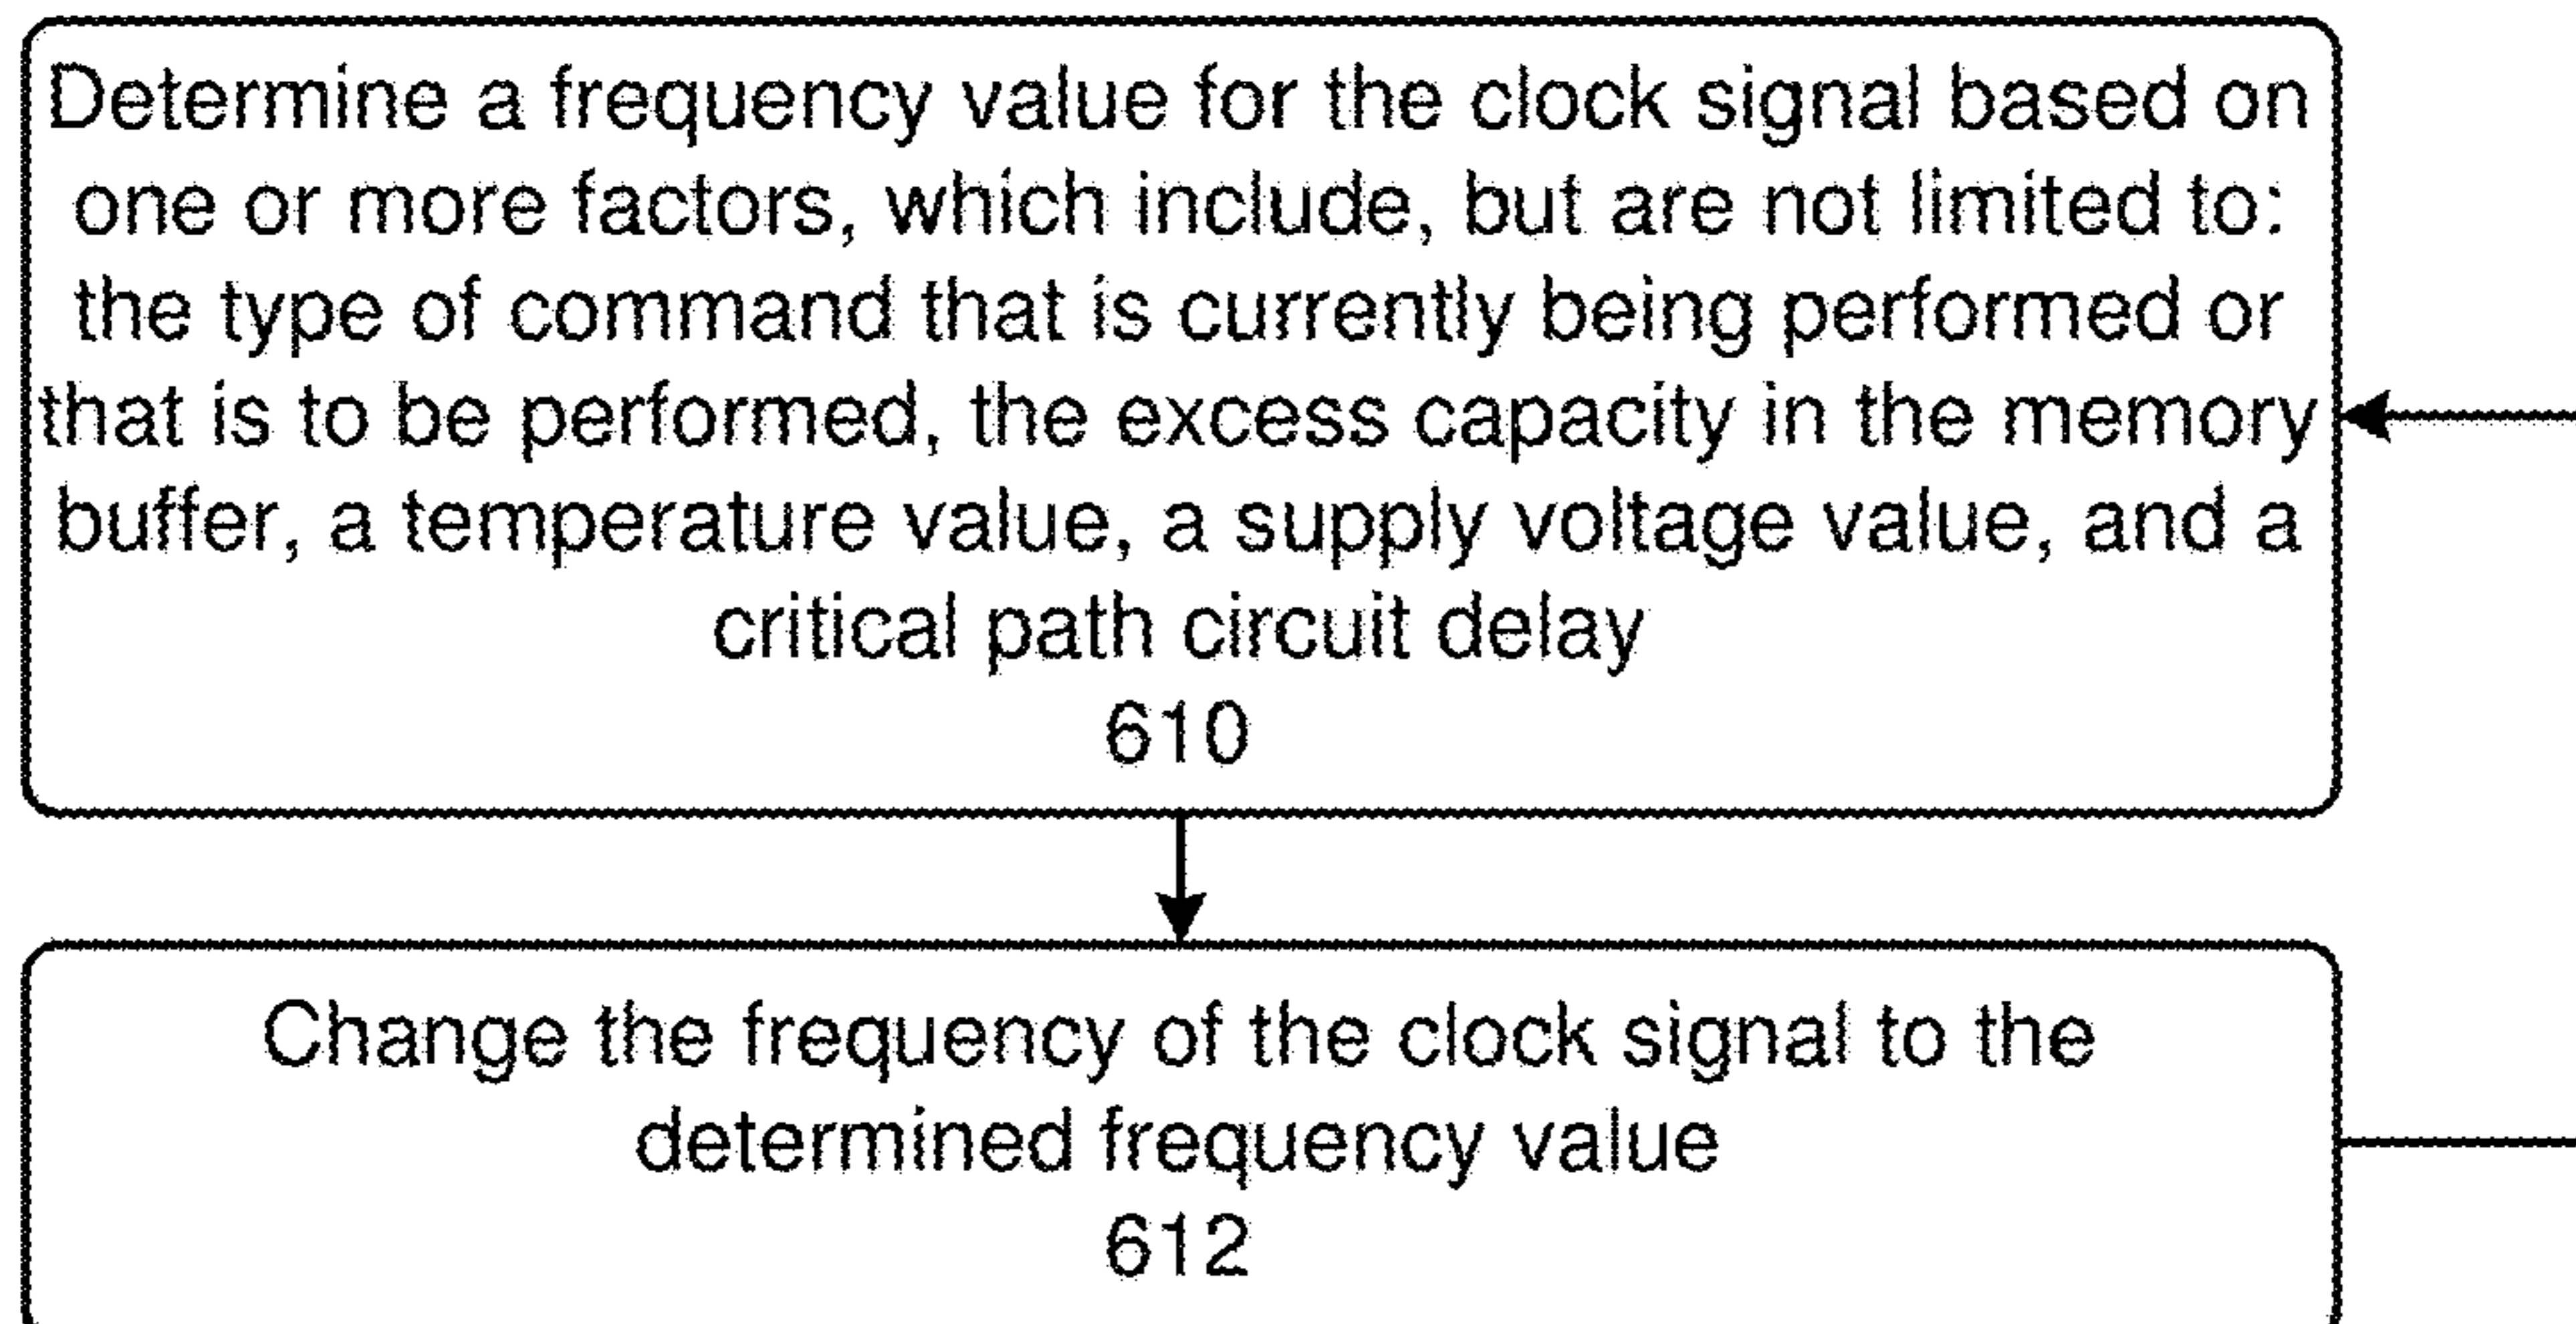 Determine a frequency value for the clock signal based on
one or more factors, which include, but are not limited to:
the type of command that is currently being performed or
that is to be performed, the excess capacity in the memory
buffer, a temperature value, a supply voltage value, and a
critical path circuit delay
610
Change the frequency of the clock signal to the
determined frequency value
612